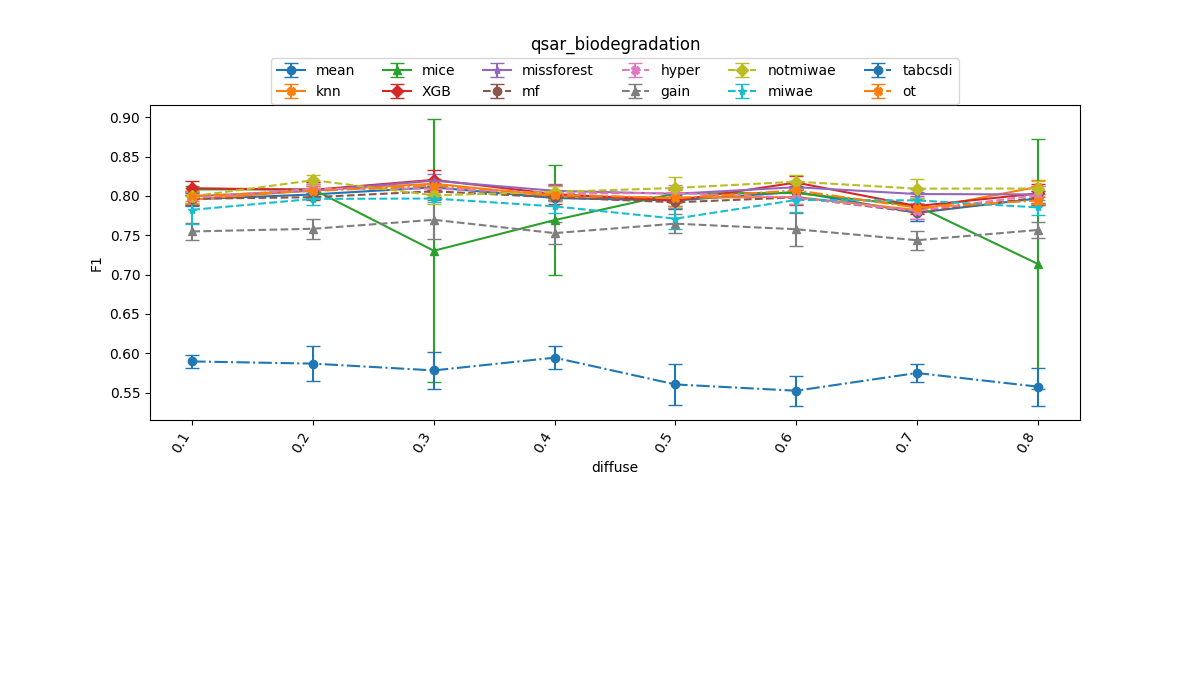 qsar_biodegradation
mean mice missforest hyper notmiwae tabcsdi
knn XGB mf gain miwae ot
0.90
0.85
0.80
0.75
0.70
0.65
0.60
0.55
F1
0.1 0.2 0.3 0.4 0.5 0.6 0.7 0.8
diffuse